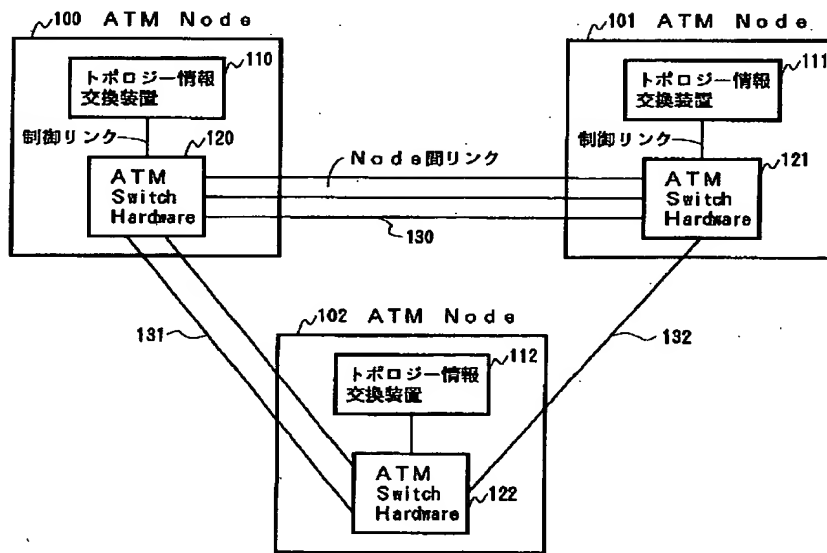 100 ATM Node
110
トポロジー情報
交換装置
制御リンク
120
ATM
Switch
Hardware
101 ATM Node
111
トポロジー情報
交換装置
制御リンク
121
ATM
Switch
Hardware
Node間リンク
130
131
132
102 ATM Node
112
トポロジー情報
交換装置
ATM
Switch
Hardware
122